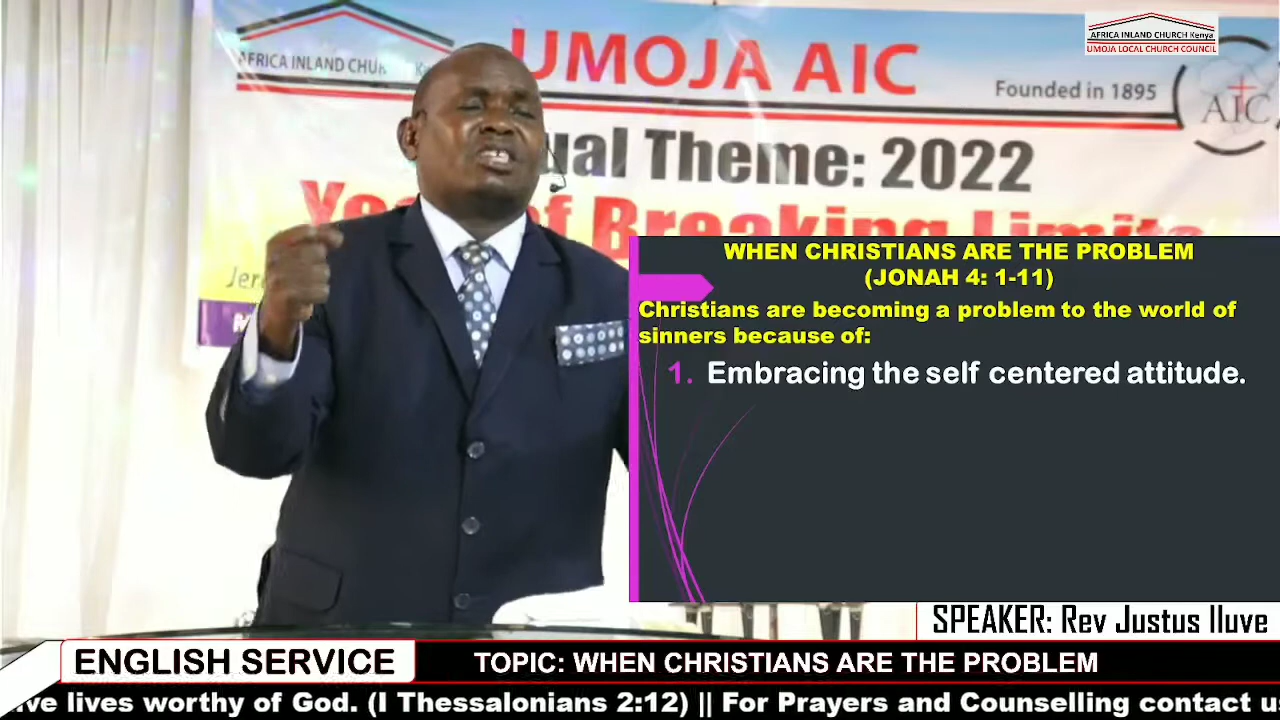 AFRICA INLAND CHURCH Kenya
UMOJA LOCAL CHURCH COUNCIL
AFRICA INLAND
UMOJA AIC
Founded in 1895
AIC
Theme: 2022
of Breaking Limits
WHEN CHRISTIANS ARE THE PROBLEM
(JONAH 4: 1-11)
Christians are becoming a problem to the world of
sinners because of:
1. Embracing the self centered attitude.
SPEAKER: Rev Justus Iluve
ENGLISH SERVICE
TOPIC: WHEN CHRISTIANS ARE THE PROBLEM
lives worthy of God. (I Thessalonians 2:12) || For Prayers and Counselling contact